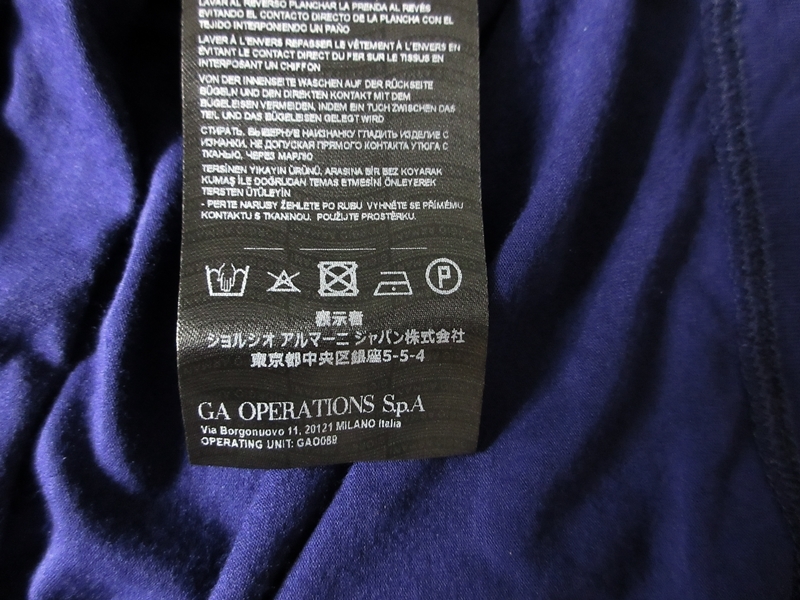 LAVAR AL REVERSO PLANCHAR LA PRENDA AL REVÉS
EVITANDO EL CONTACTO DIRECTO DE LA PLANCHA CON EL
TEJIDO INTERPONIENDO UN PAÑO
LAVER À L'ENVERS REPASSER LE VÊTEMENT À L'ENVERS EN
ÉVITANT LE CONTACT DIRECT DU FER SUR LE TISSUS EN
INTERPOSANT UN CHIFFON
VON DER INNENSEITE WASCHEN AUF DER RÜCKSEITE
BÜGELN UND DEN DIREKTEN KONTAKT MIT DEM
BÜGELEISEN VERMEIDEN, INDEM EIN TUCH ZWISCHEN DAS
TEIL UND DAS BÜGELEISEN GELEGT WIRD
СТИРАТЬ, ВЫВЕРНУВ НАИЗНАНКУ ГЛАДИТЬ ИЗДЕЛИЕ С
ИЗНАНКИ, НЕ ДОПУСКАЯ ПРЯМОГО КОНТАКТА УТЮГА С
ТКАНЬЮ, ЧЕРЕЗ МАРЛЮ
TERSİNDEN YIKAYIN ÜRÜNÜ, ARASINA BİR BEZ KOYARAK
KUMAŞ İLE DOĞRUDAN TEMAS ETMESİNİ ÖNLEYEREK
TERSTEN ÜTÜLEYİN
- PERTE NARUBY ŽEHLETE PO RUBU VYHNĚTE SE PŘÍMÉMU
KONTAKTU S TKANINOU. POUŽIJTE PROSTĚRKU.
P
表示者
ジョルジオ アルマーニ ジャパン株式会社
東京都中央区銀座5-5-4
GA OPERATIONS S.p.A
Via Borgonuovo 11, 20121 MILANO Italia
OPERATING UNIT: GAO089